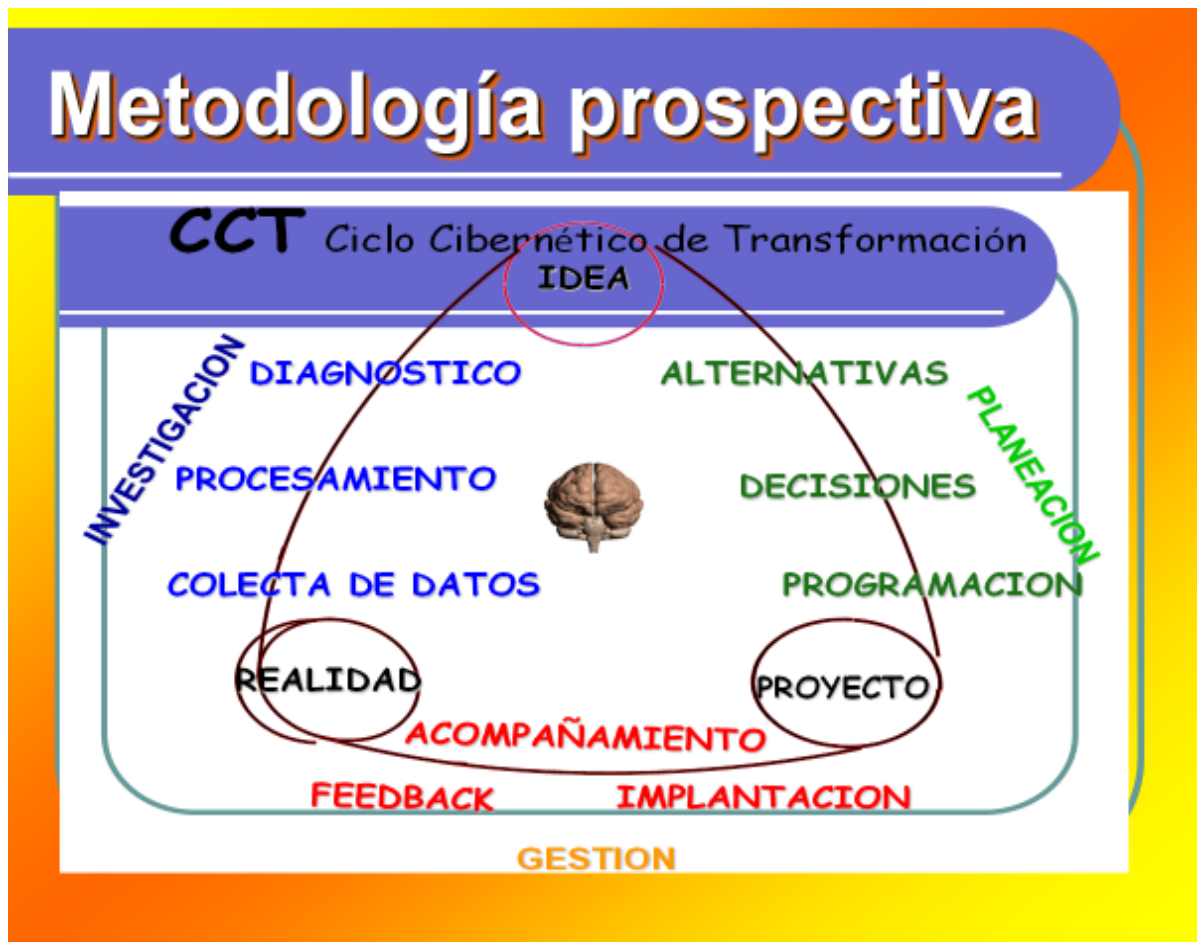 Metodología prospectiva
CCT Ciclo Cibernético de Transformación
IDEA
INVESTIGACION
DIAGNOSTICO
ALTERNATIVAS
PLANEACION
PROCESAMIENTO
DECISIONES
COLECTA DE DATOS
PROGRAMACION
REALIDAD
PROYECTO
ACOMPAÑAMIENTO
FEEDBACK
IMPLANTACION
GESTION